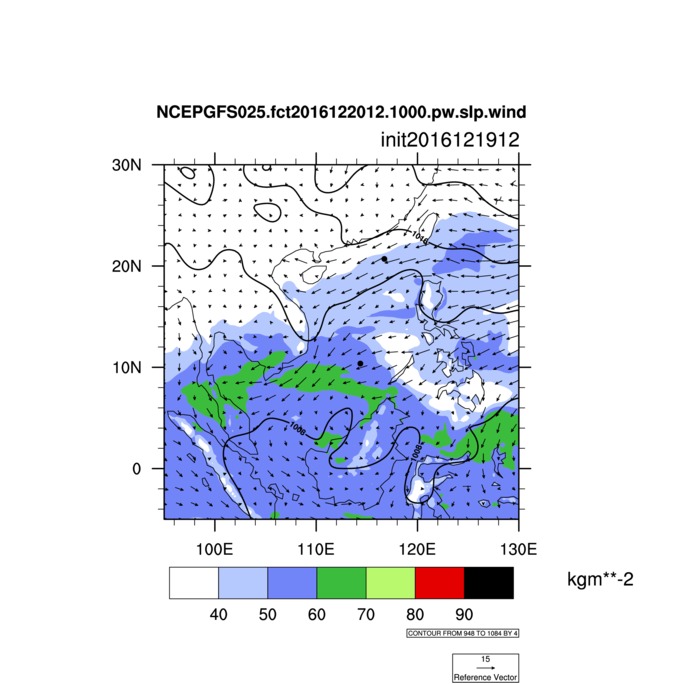 NCEPGFS025.fct2016122012.1000.pw.slp.wind
init2016121912
30N
20N
10N
0
100E 110E 120E 130E
1016
1008
1008
40 50 60 70 80 90
kgm**-2
CONTOUR FROM 948 TO 1084 BY 4
15
Reference Vector